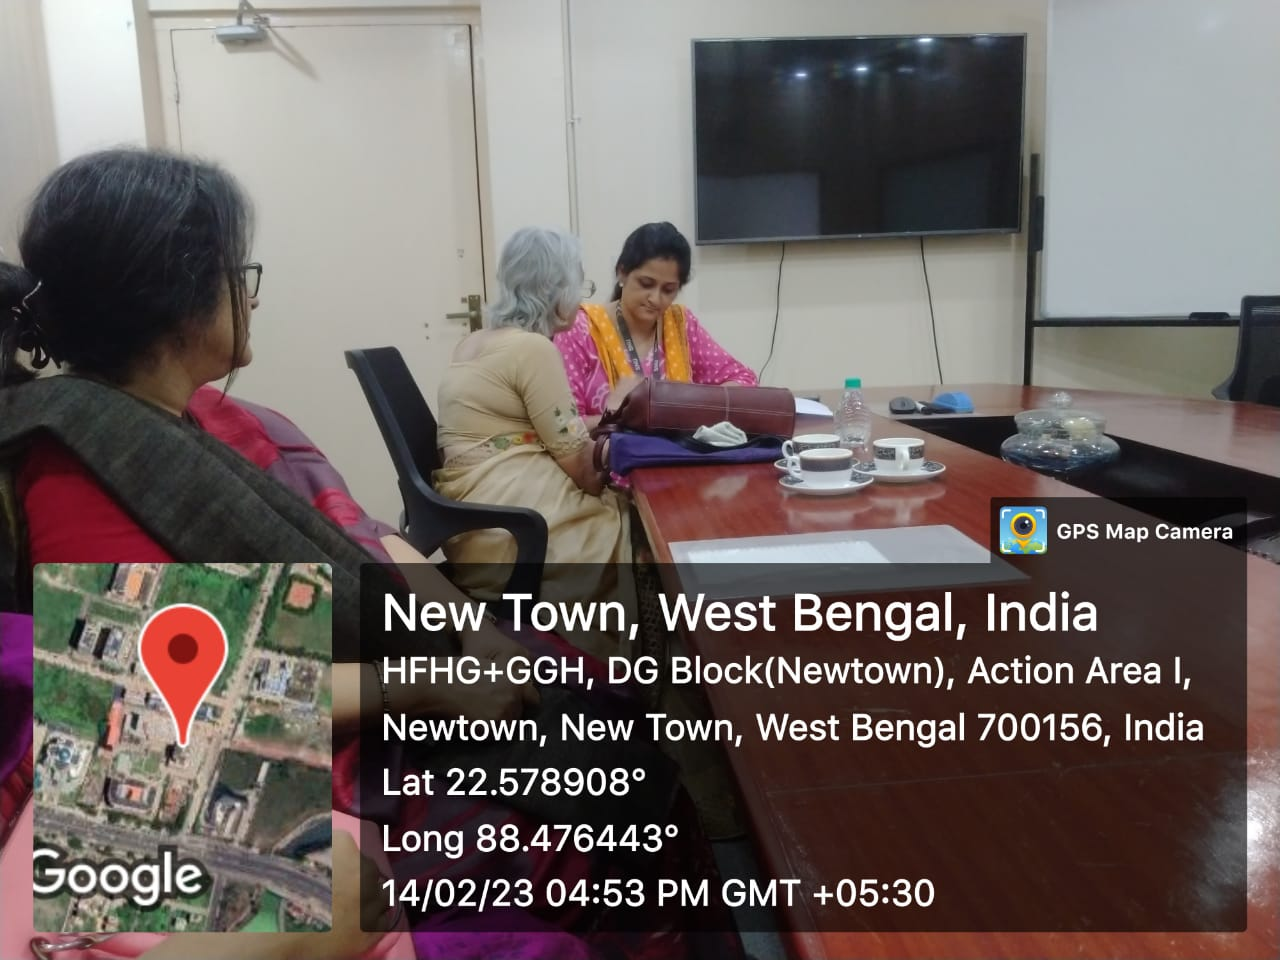 GPS Map Camera
New Town, West Bengal, India
HFHG+GGH, DG Block(Newtown), Action Area I,
Newtown, New Town, West Bengal 700156, India
Lat 22.578908°
Long 88.476443°
14/02/23 04:53 PM GMT +05:30
Google